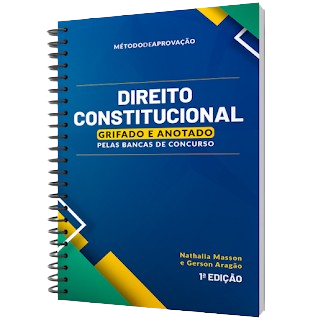 MÉTODODEAPROVAÇÃO
DIREITO
CONSTITUCIONAL
GRIFADO E ANOTADO
PELAS BANCAS DE CONCURSO
Nathalia Masson
e Gerson Aragão
1ª EDIÇÃO